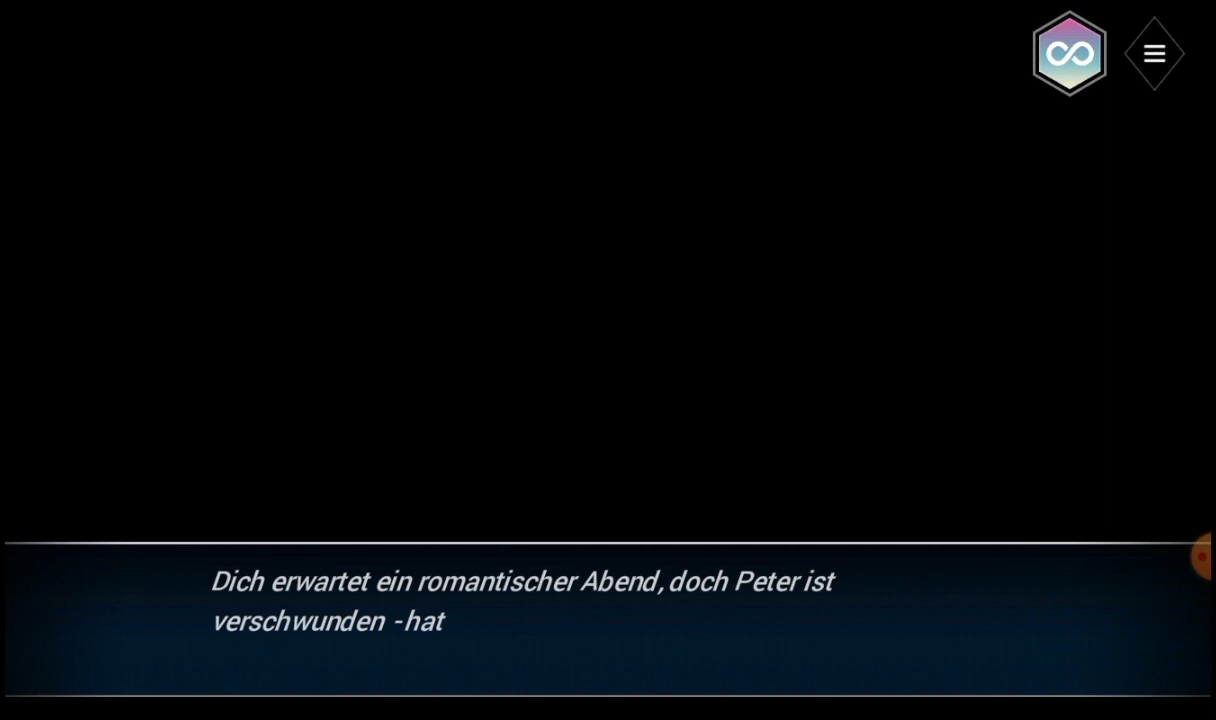 Dich erwartet ein romantischer Abend, doch Peter ist
verschwunden - hat